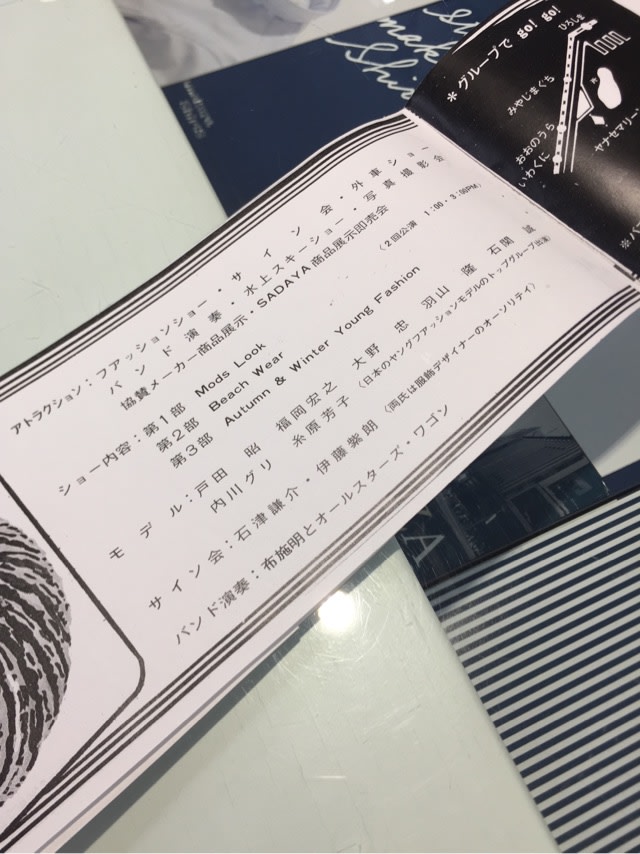 アトラクション：ファッションショー・サイン会・外車ショー
バンド演奏・水上スキーショー・写真撮影会
協賛メーカー商品展示・SADAYA商品展示即売会
ショー内容：第1部 Mods Look （2回公演 1：00・3：00PM）
第2部 Beach Wear
第3部 Autumn & Winter Young Fashion
モデル：戸田 昭 福岡宏之 大野 忠 羽山 隆 石関 誠
内川グリ 糸原芳子（日本のヤングファッションモデルのトップグループ出演）
サイン会：石津謙介・伊藤紫朗（両氏は服飾デザイナーのオーソリテイ）
バンド演奏：布施明とオールスターズ・ワゴン
＊グループで go! go!
ひろしま
みやじまぐち
おおのうら
いわくに
ヤナセマリー
※バ
mak
Shi
A